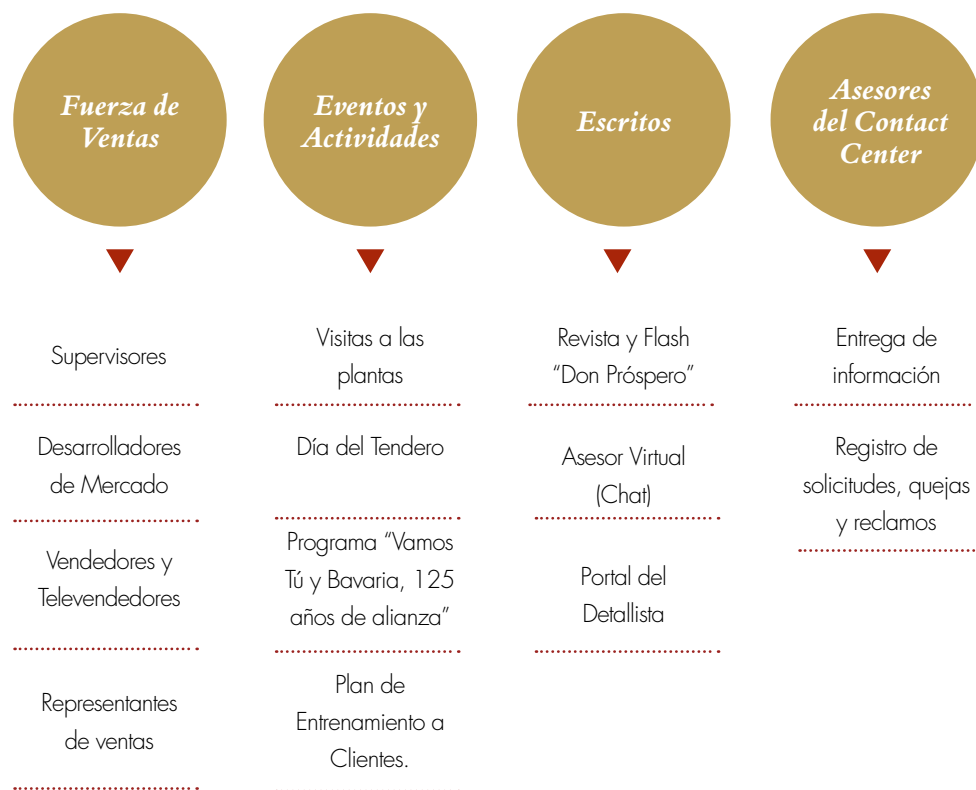 Fuerza de
Ventas
Eventos y
Actividades
Escritos
Asesores
del Contact
Center
Supervisores
Desarrolladores
de Mercado
Vendedores y
Televendedores
Representantes
de ventas
Visitas a las
plantas
Día del Tendero
Programa “Vamos
Tú y Bavaria, 125
años de alianza”
Plan de
Entrenamiento a
Clientes.
Revista y Flash
“Don Próspero”
Asesor Virtual
(Chat)
Portal del
Detallista
Entrega de
información
Registro de
solicitudes, quejas
y reclamos